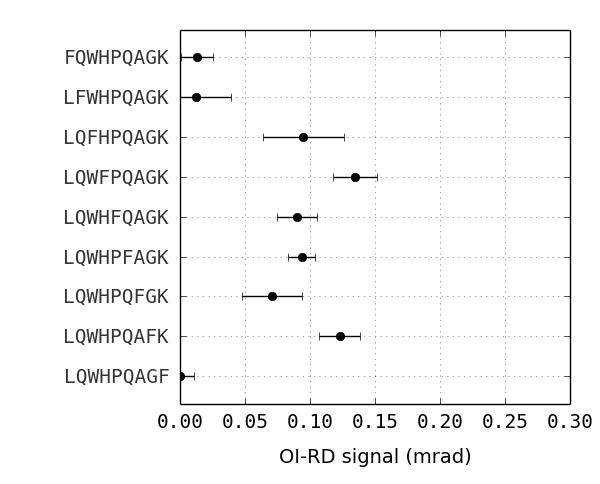 FQWHPQAGK
LFWHPQAGK
LQFHPQAGK
LQWFPQAGK
LQWHFQAGK
LQWHPFAGK
LQWHPQFGK
LQWHPQAFK
LQWHPQAGF
0.00 0.05 0.10 0.15 0.20 0.25 0.30
OI-RD signal (mrad)